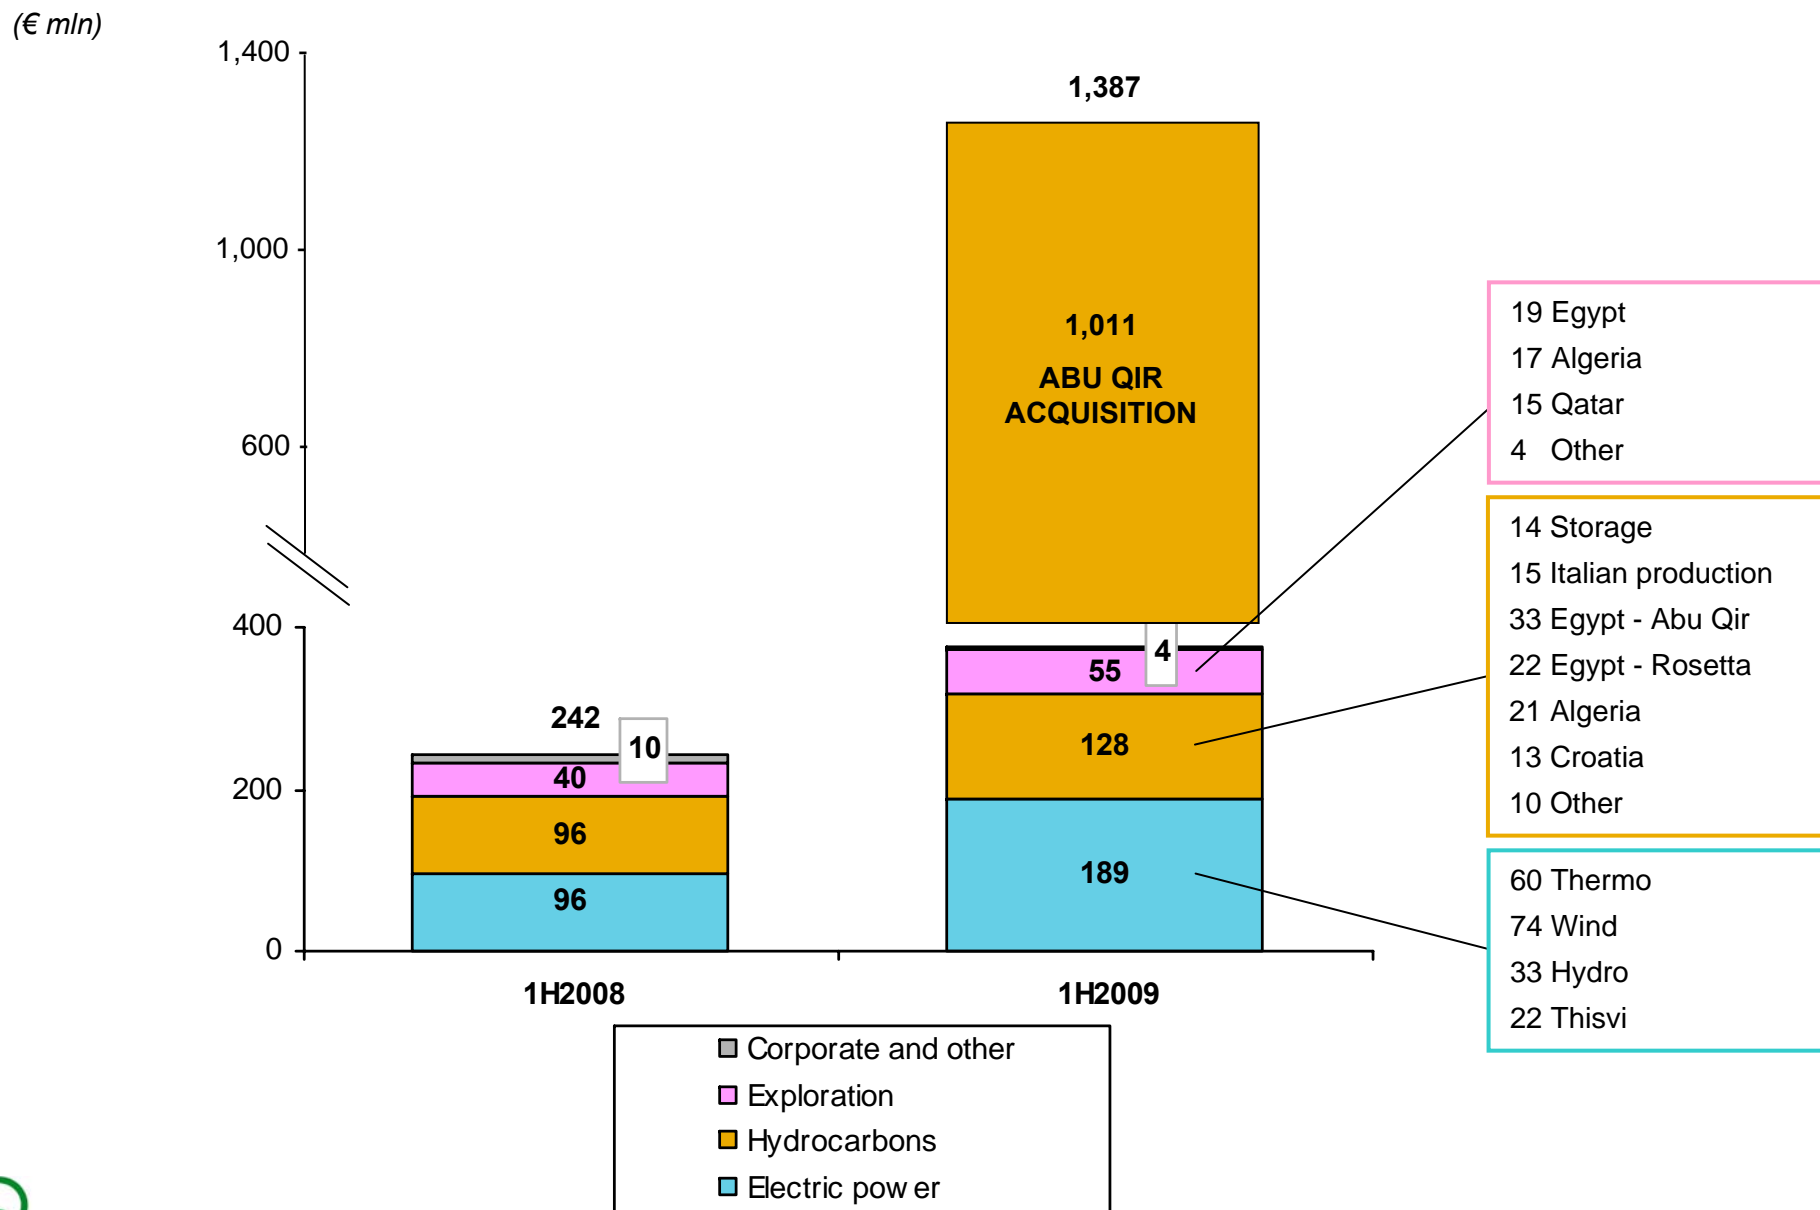 (€ mln)
1,400
1,000
600
400
200
0
1,387
1,011
ABU QIR
ACQUISITION
4
55
128
189
242
10
40
96
96
1H2008
1H2009
19 Egypt
17 Algeria
15 Qatar
4 Other
14 Storage
15 Italian production
33 Egypt - Abu Qir
22 Egypt - Rosetta
21 Algeria
13 Croatia
10 Other
60 Thermo
74 Wind
33 Hydro
22 Thisvi
Corporate and other
Exploration
Hydrocarbons
Electric power